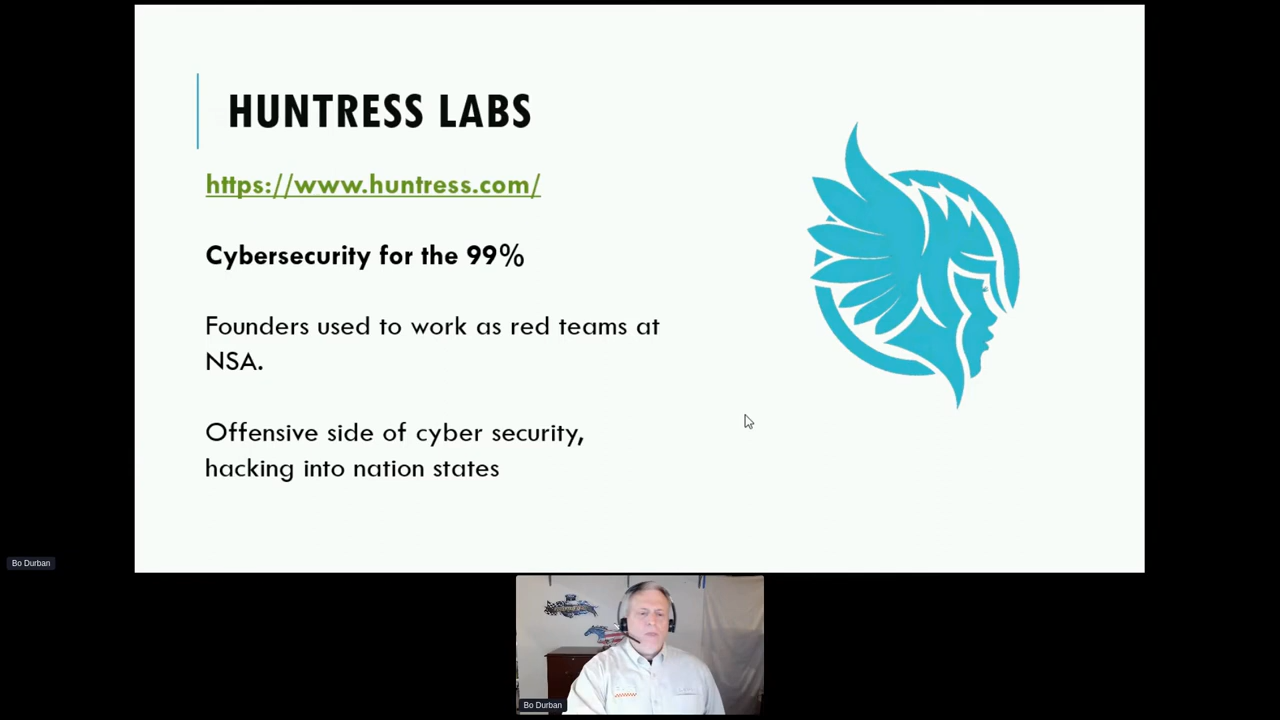 HUNTRESS LABS
https://www.huntress.com/
Cybersecurity for the 99%
Founders used to work as red teams at
NSA.
Offensive side of cyber security,
hacking into nation states
Bo Durban
Bo Durban